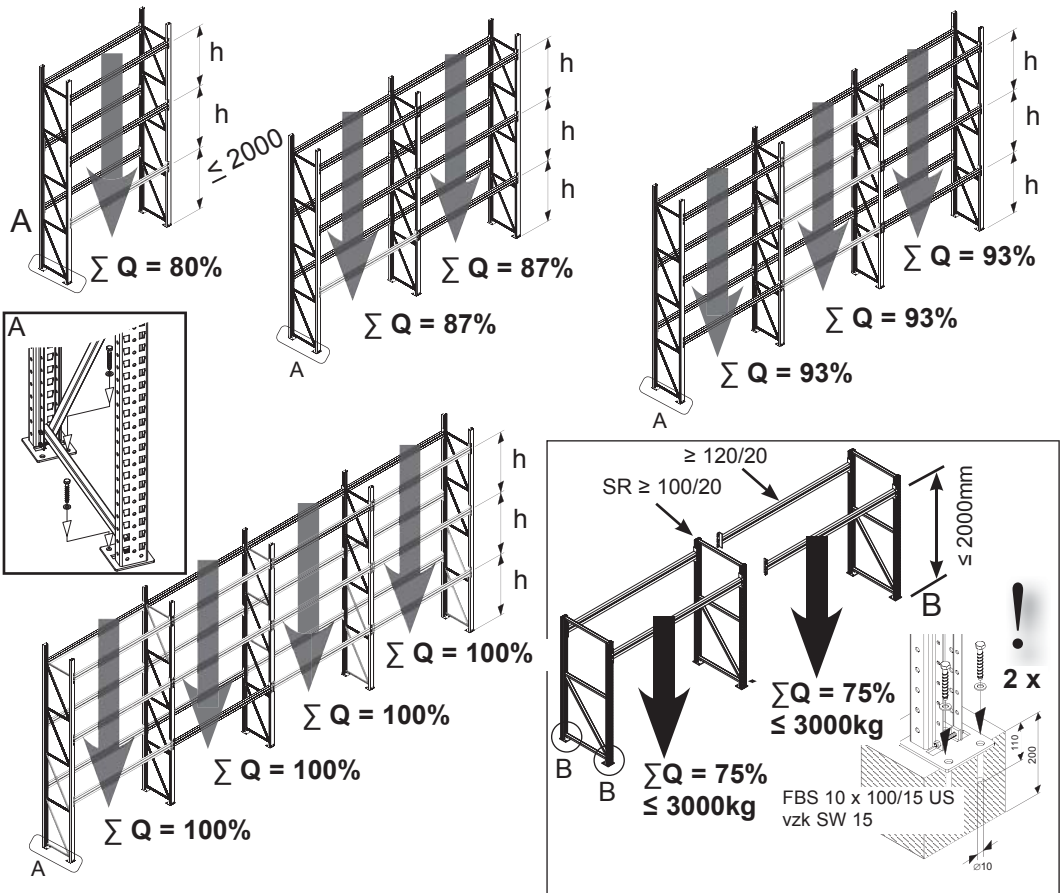 h
h
≤ 2000
A
∑ Q = 80%
h
h
h
∑ Q = 87%
∑ Q = 87%
A
h
h
h
∑ Q = 93%
∑ Q = 93%
∑ Q = 93%
A
A
h
h
h
∑ Q = 100%
∑ Q = 100%
∑ Q = 100%
∑ Q = 100%
A
≥ 120/20
SR ≥ 100/20
≤ 2000mm
B
!
2 x
∑Q = 75%
≤ 3000kg
∑Q = 75%
≤ 3000kg
B
B
110
200
FBS 10 x 100/15 US
vzk SW 15
⌀10